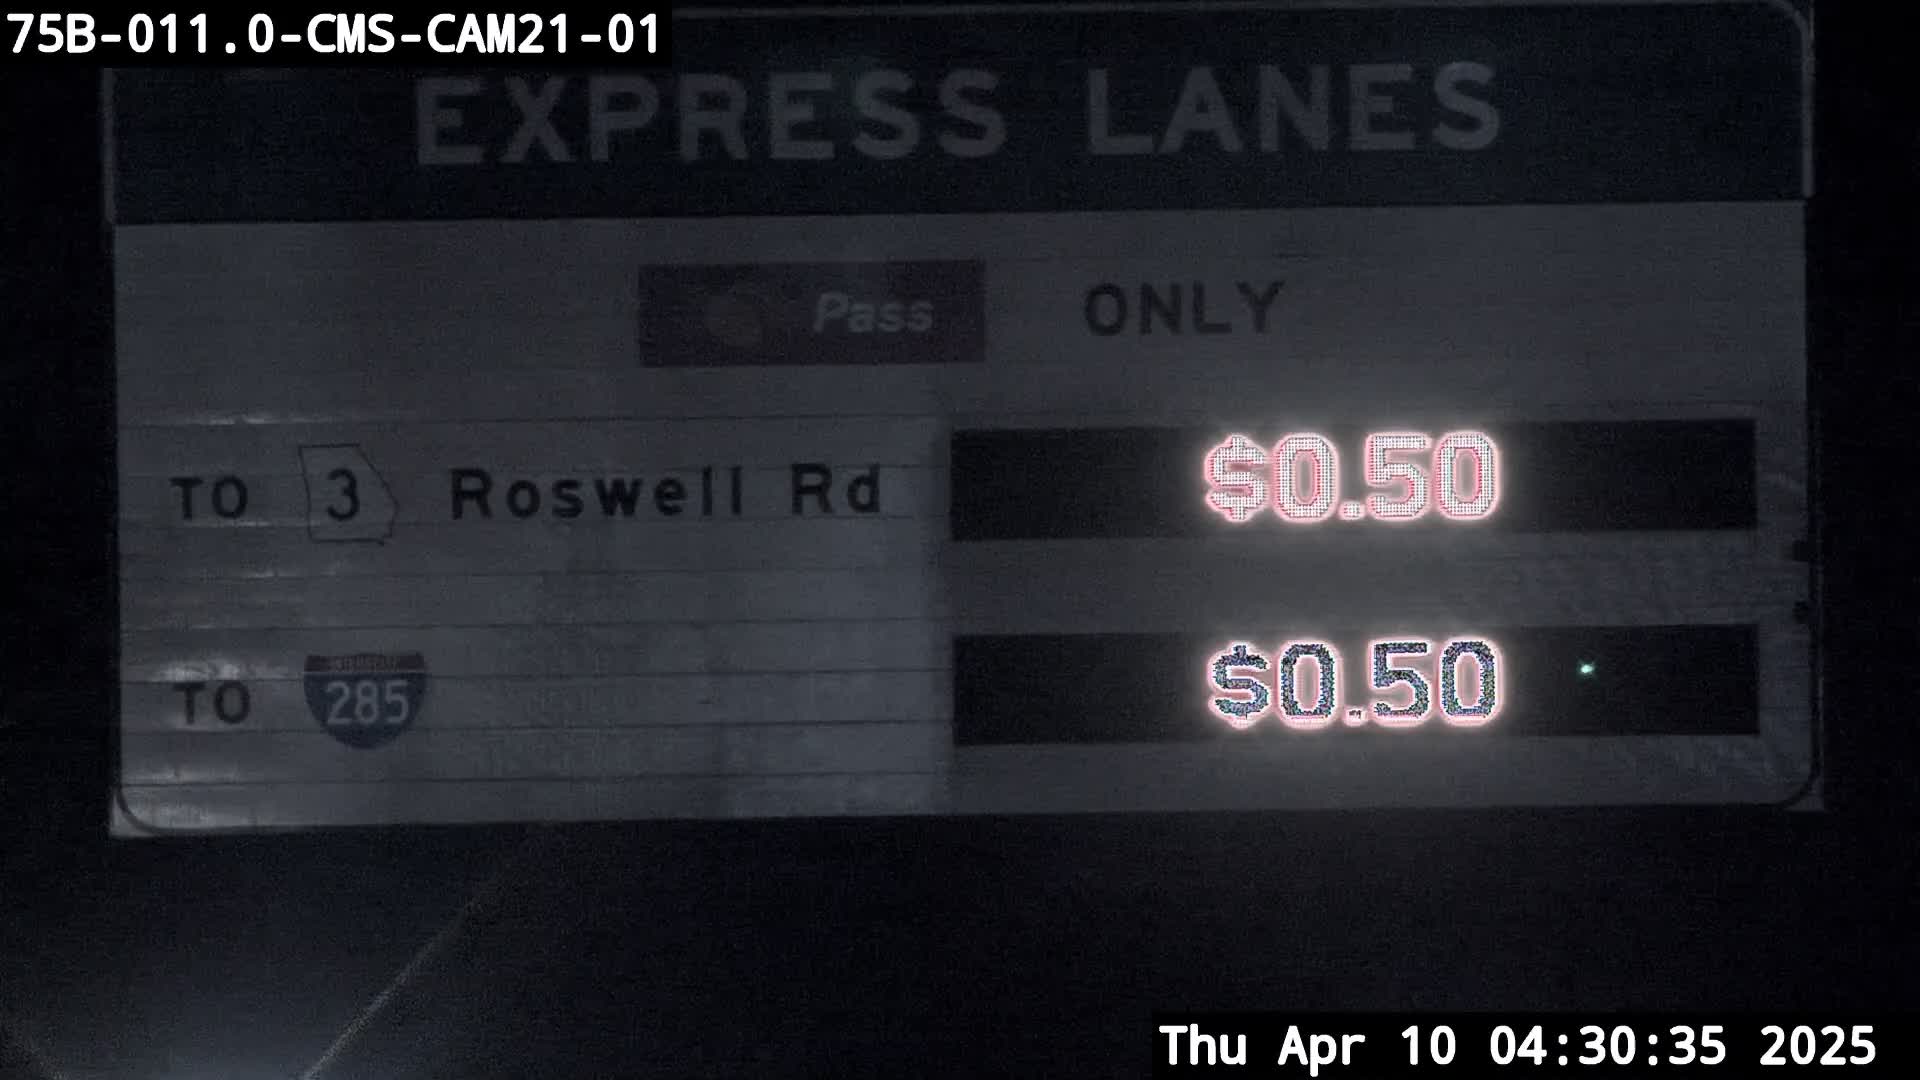 75B-011.0-CMS-CAM21-01
EXPRESS LANES
Pass ONLY
TO 3 Roswell Rd $0.50
INTERSTATE
TO 285 $0.50
Thu Apr 10 04:30:35 2025